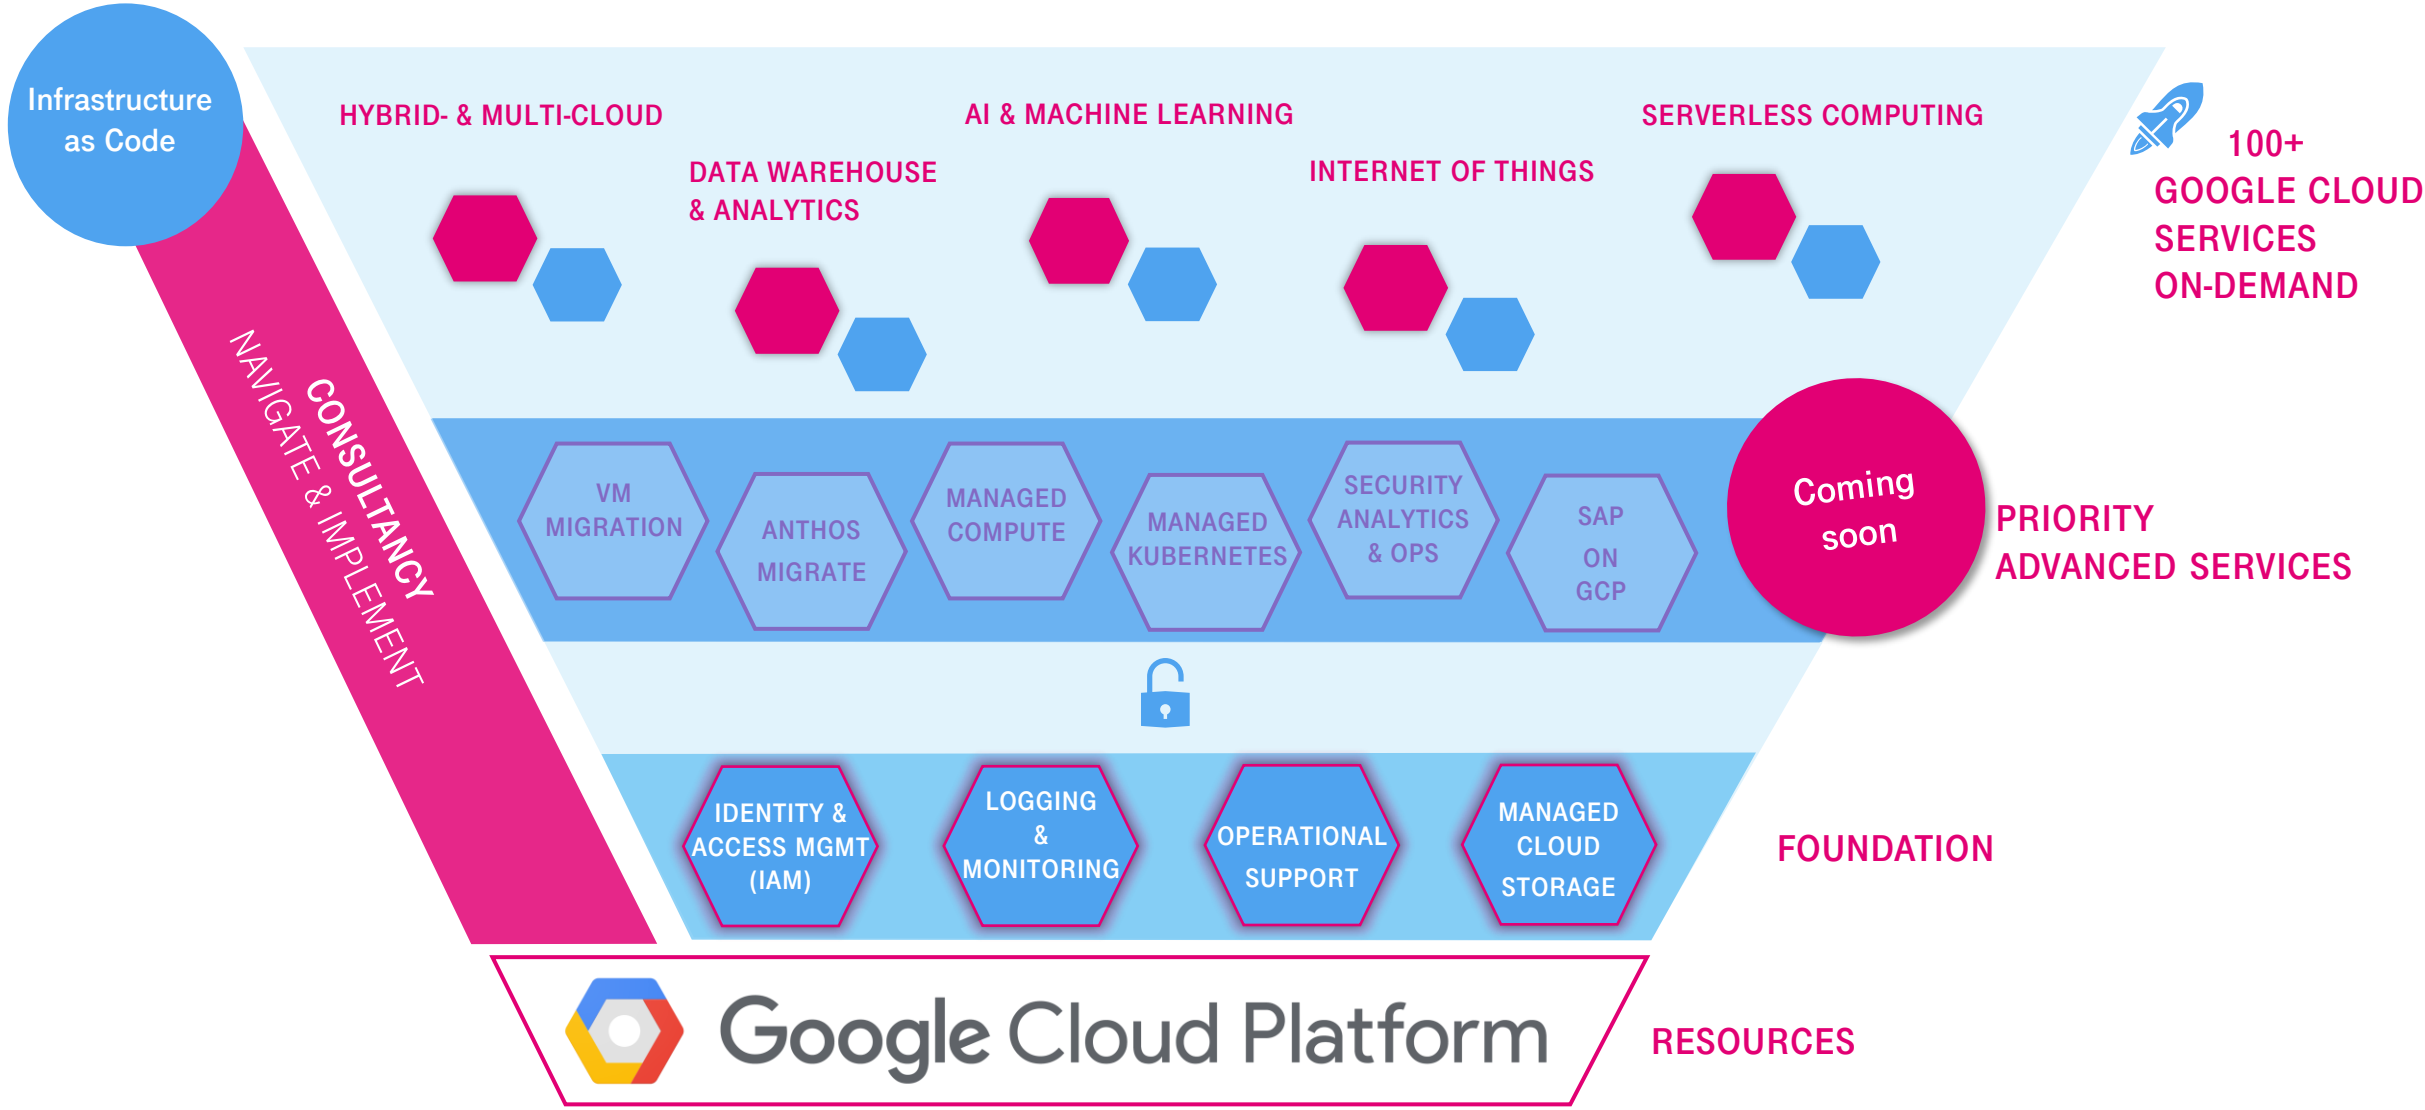 Infrastructure
as Code
HYBRID- & MULTI-CLOUD
DATA WAREHOUSE
& ANALYTICS
AI & MACHINE LEARNING
INTERNET OF THINGS
SERVERLESS COMPUTING
100+
GOOGLE CLOUD
SERVICES
ON-DEMAND
CONSULTANCY
NAVIGATE & IMPLEMENT
VM
MIGRATION
ANTHOS
MIGRATE
MANAGED
COMPUTE
MANAGED
KUBERNETES
SECURITY
ANALYTICS
& OPS
SAP
ON
GCP
Coming
soon
PRIORITY
ADVANCED SERVICES
IDENTITY &
ACCESS MGMT
(IAM)
LOGGING
&
MONITORING
OPERATIONAL
SUPPORT
MANAGED
CLOUD
STORAGE
FOUNDATION
Google Cloud Platform
RESOURCES